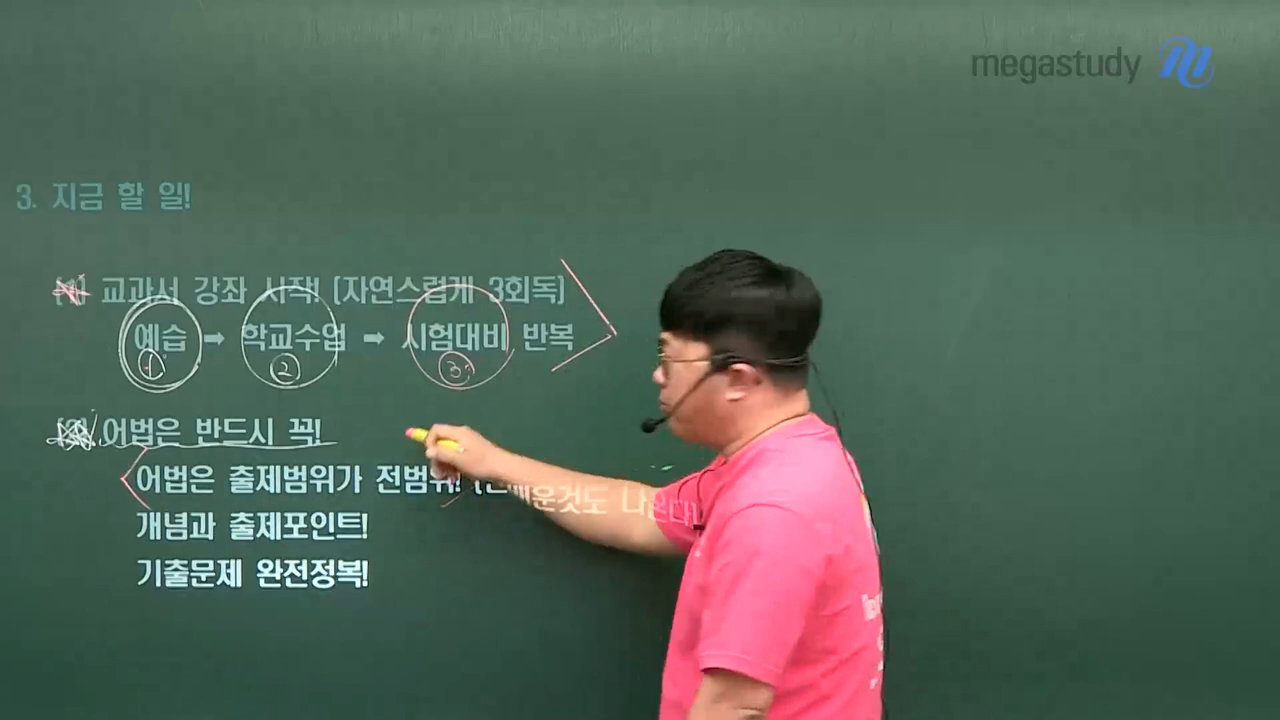 megastudy
3. 지금 할 일!
교과서 강좌 시작! (자연스럽게 3회독)
예습 ➡ 학교수업 ➡ 시험대비 반복
1 2 3
어법은 반드시 꼭!
어법은 출제범위가 전범위! 나온다!
개념과 출제포인트!
기출문제 완전정복!